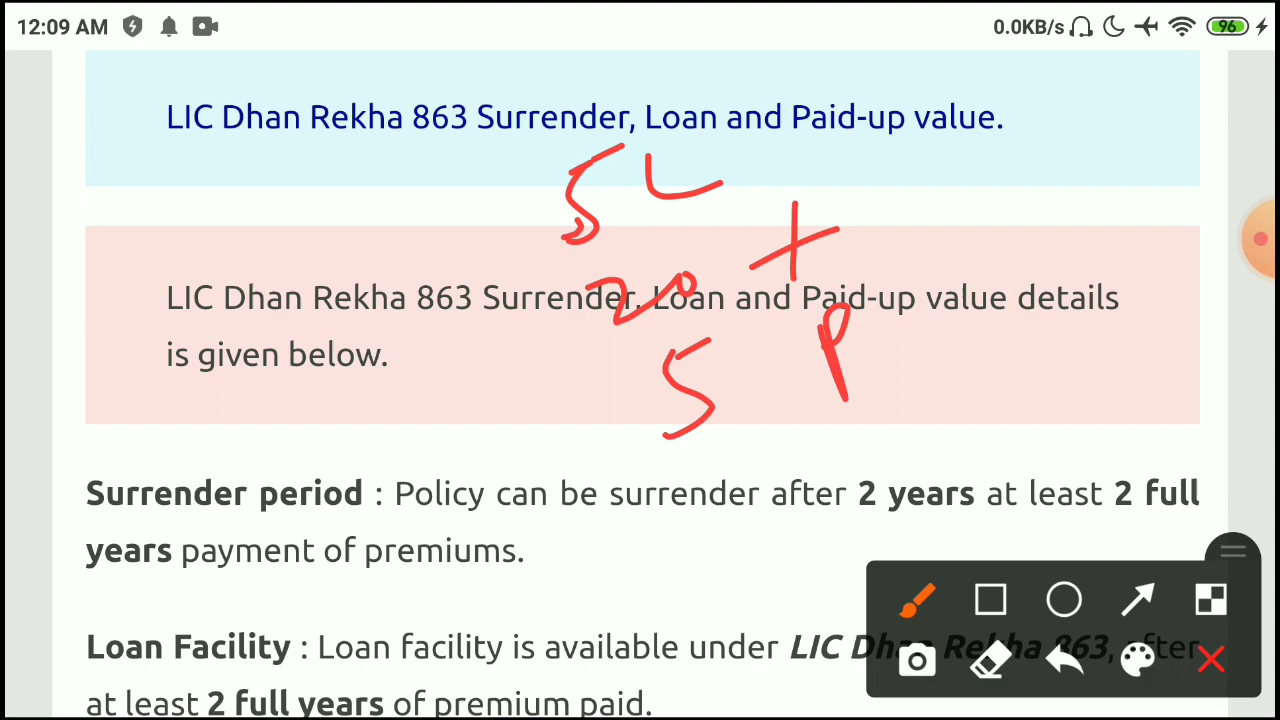 12:09 AM 0.0KB/s 96
LIC Dhan Rekha 863 Surrender, Loan and Paid-up value.
5 L
+
LIC Dhan Rekha 863 Surrender, Loan and Paid-up value details
20
is given below.
5 P
Surrender period : Policy can be surrender after 2 years at least 2 full
years payment of premiums.
Loan Facility : Loan facility is available under LIC Dhan Rekha 863, after
at least 2 full years of premium paid.